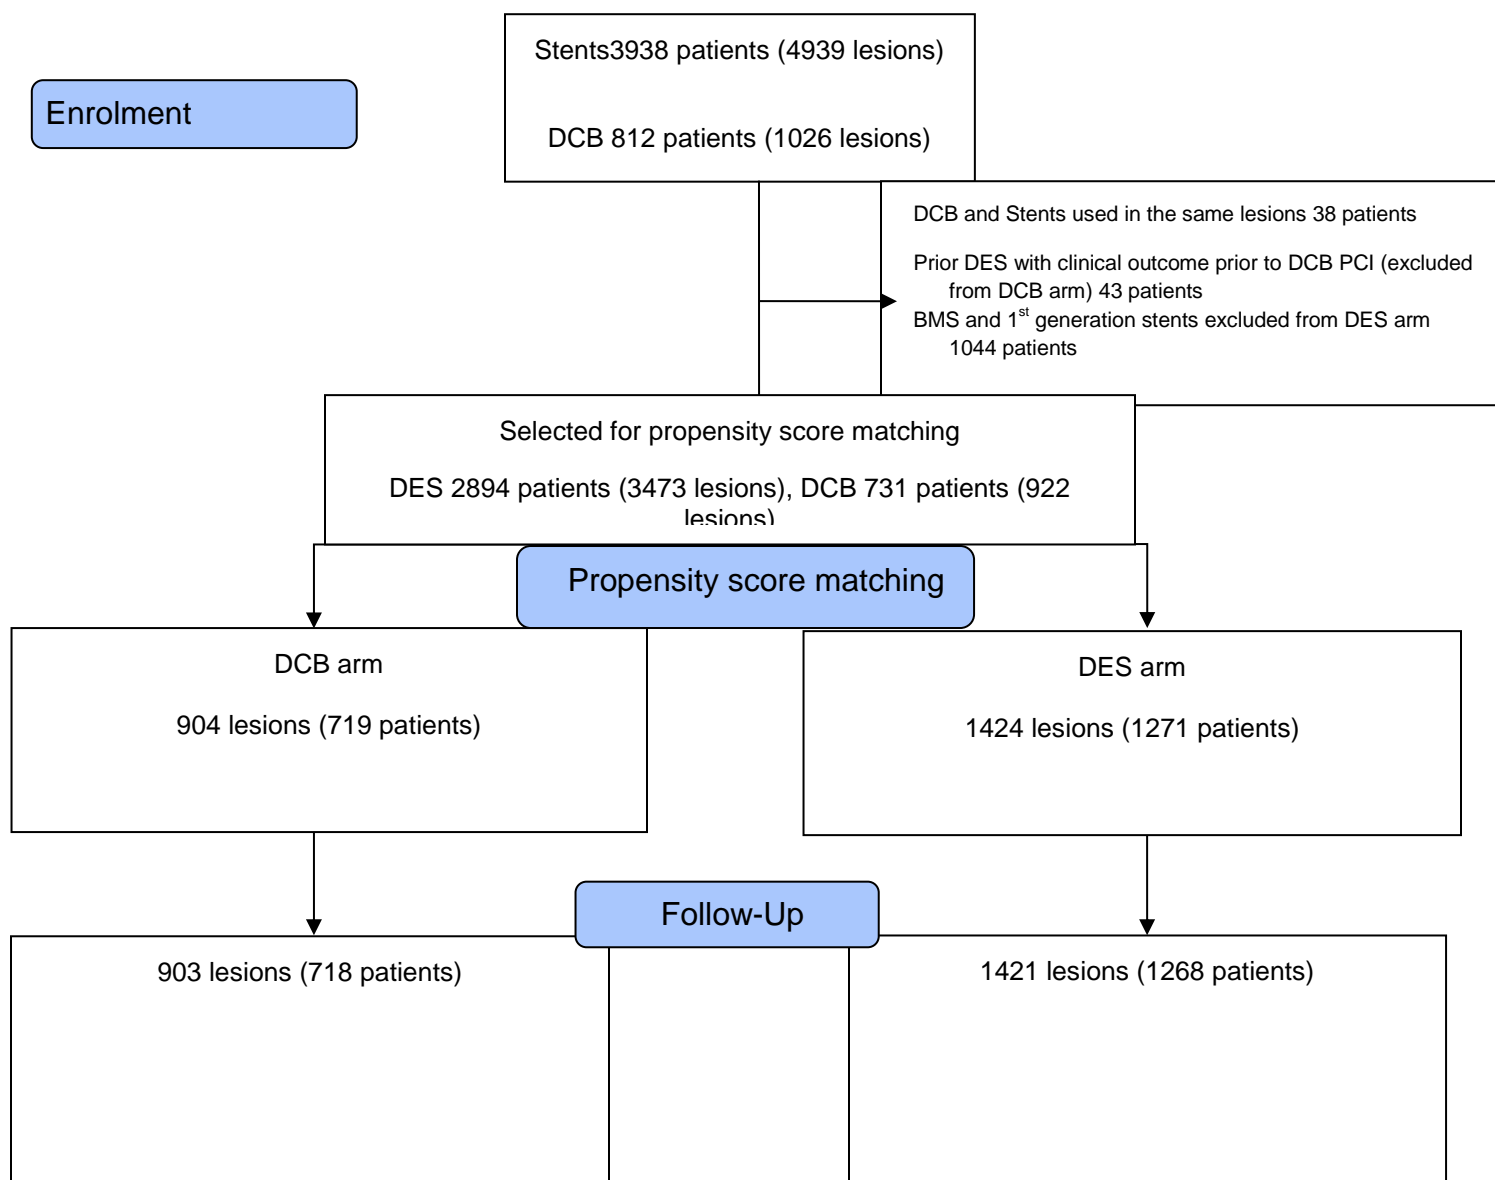 Stents3938 patients (4939 lesions)
Enrolment
DCB 812 patients (1026 lesions)
DCB and Stents used in the same lesions 38 patients
Prior DES with clinical outcome prior to DCB PCI (excluded
from DCB arm) 43 patients
BMS and 1st generation stents excluded from DES arm
1044 patients
Selected for propensity score matching
DES 2894 patients (3473 lesions), DCB 731 patients (922
lesions)
Propensity score matching
DCB arm
904 lesions (719 patients)
DES arm
1424 lesions (1271 patients)
Follow-Up
903 lesions (718 patients)
1421 lesions (1268 patients)